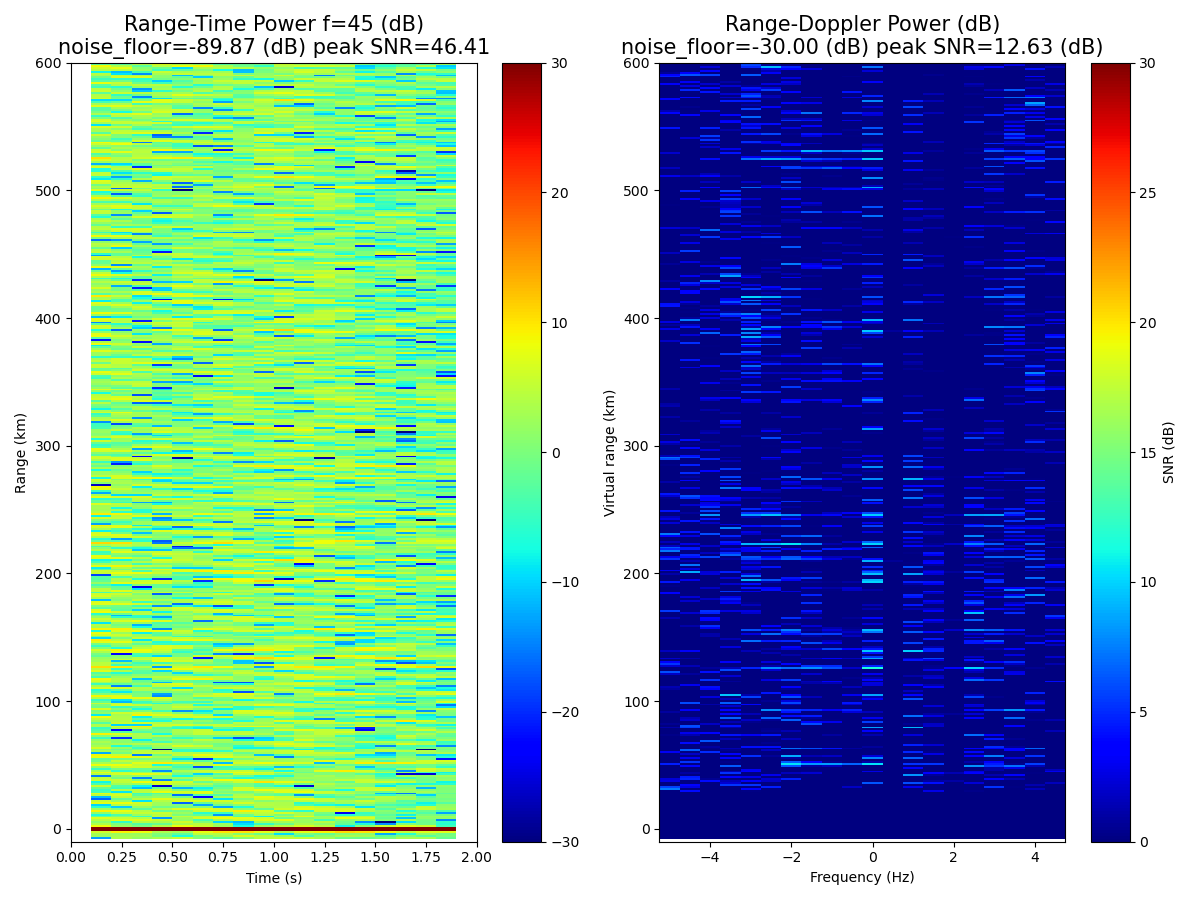 Range-Time Power f=45 (dB)
noise_floor=-89.87 (dB) peak SNR=46.41
Range (km)
600
500
400
300
200
100
0
0.00 0.25 0.50 0.75 1.00 1.25 1.50 1.75 2.00
Time (s)
30
20
10
0
−10
−20
−30
Range-Doppler Power (dB)
noise_floor=-30.00 (dB) peak SNR=12.63 (dB)
Virtual range (km)
600
500
400
300
200
100
0
−4 −2 0 2 4
Frequency (Hz)
30
25
20
15
10
5
0
SNR (dB)